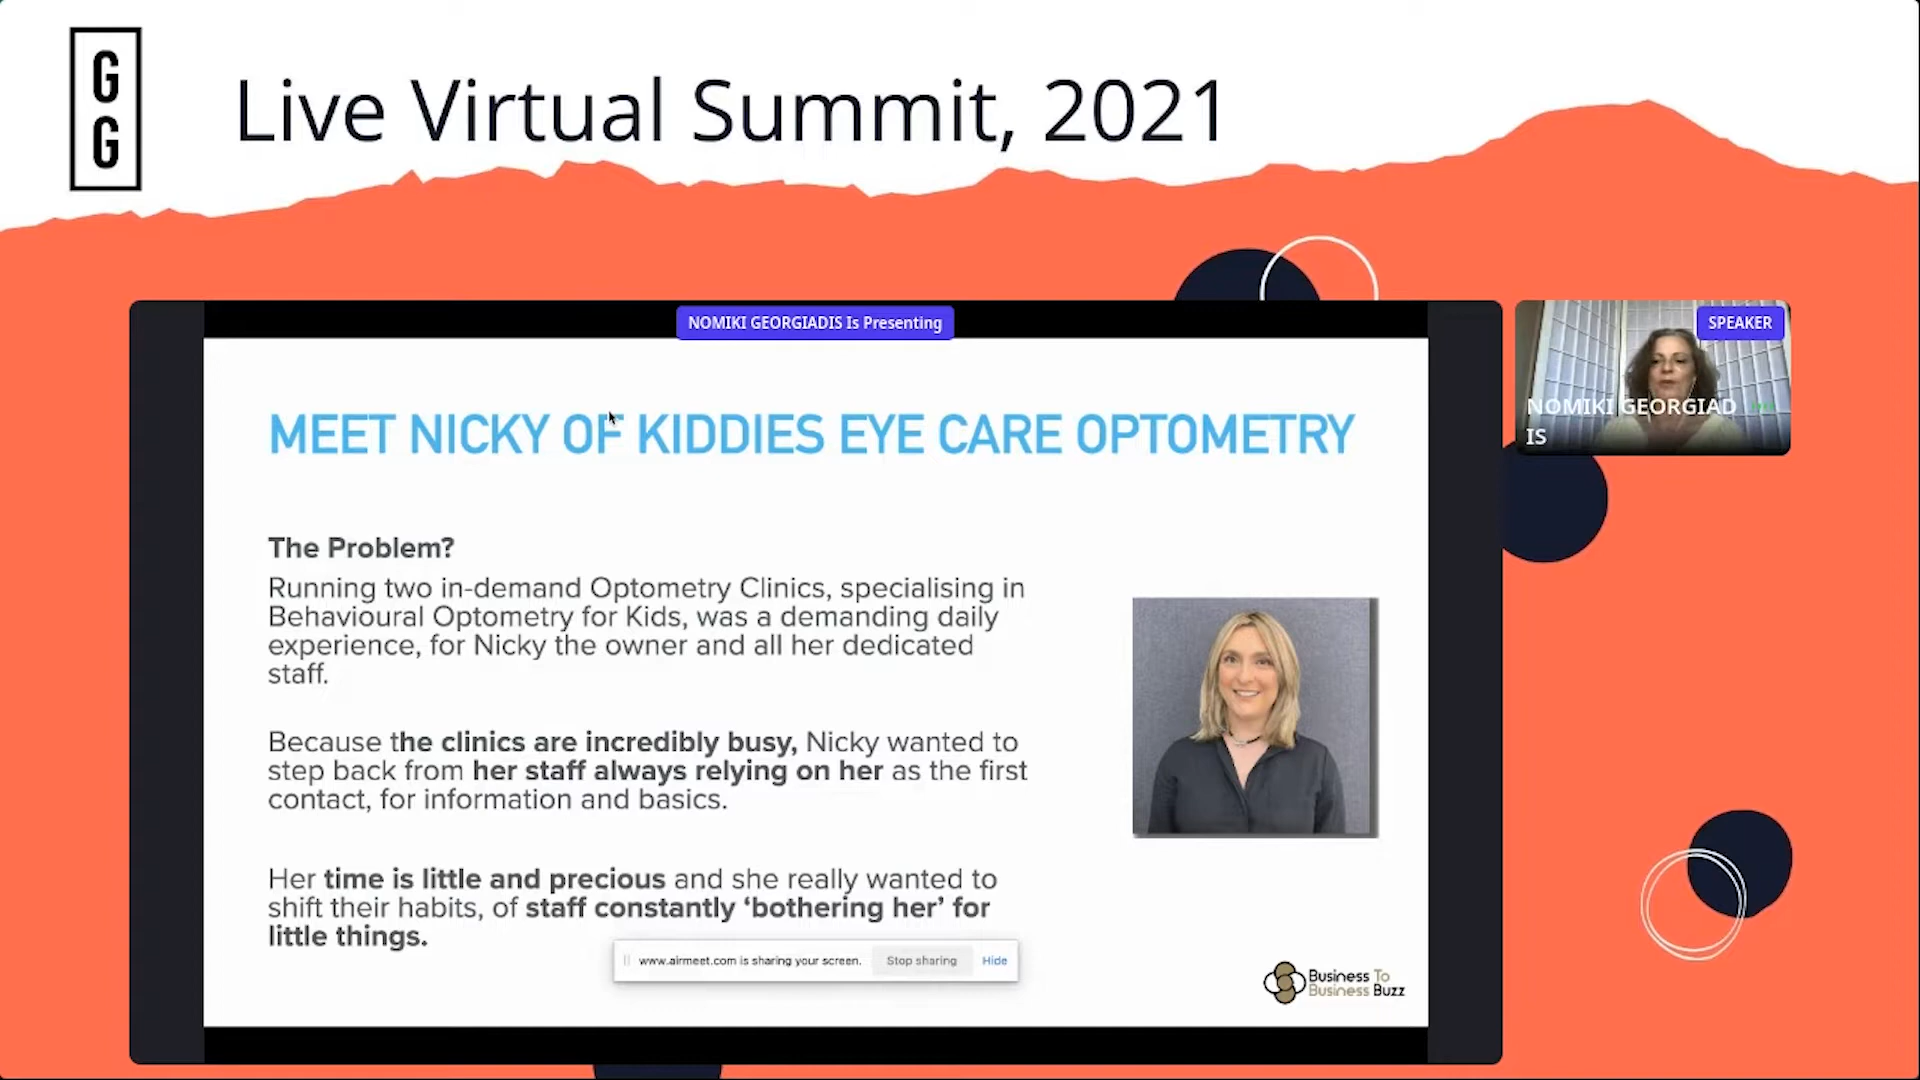 G
G
Live Virtual Summit, 2021
NOMIKI GEORGIADIS Is Presenting
SPEAKER
NOMIKI GEORGIAD
IS
MEET NICKY OF KIDDIES EYE CARE OPTOMETRY
The Problem?
Running two in-demand Optometry Clinics, specialising in
Behavioural Optometry for Kids, was a demanding daily
experience, for Nicky the owner and all her dedicated
staff.
Because the clinics are incredibly busy, Nicky wanted to
step back from her staff always relying on her as the first
contact, for information and basics.
Her time is little and precious and she really wanted to
shift their habits, of staff constantly ‘bothering her’ for
little things.
www.airmeet.com is sharing your screen. Stop sharing Hide
Business To
Business Buzz